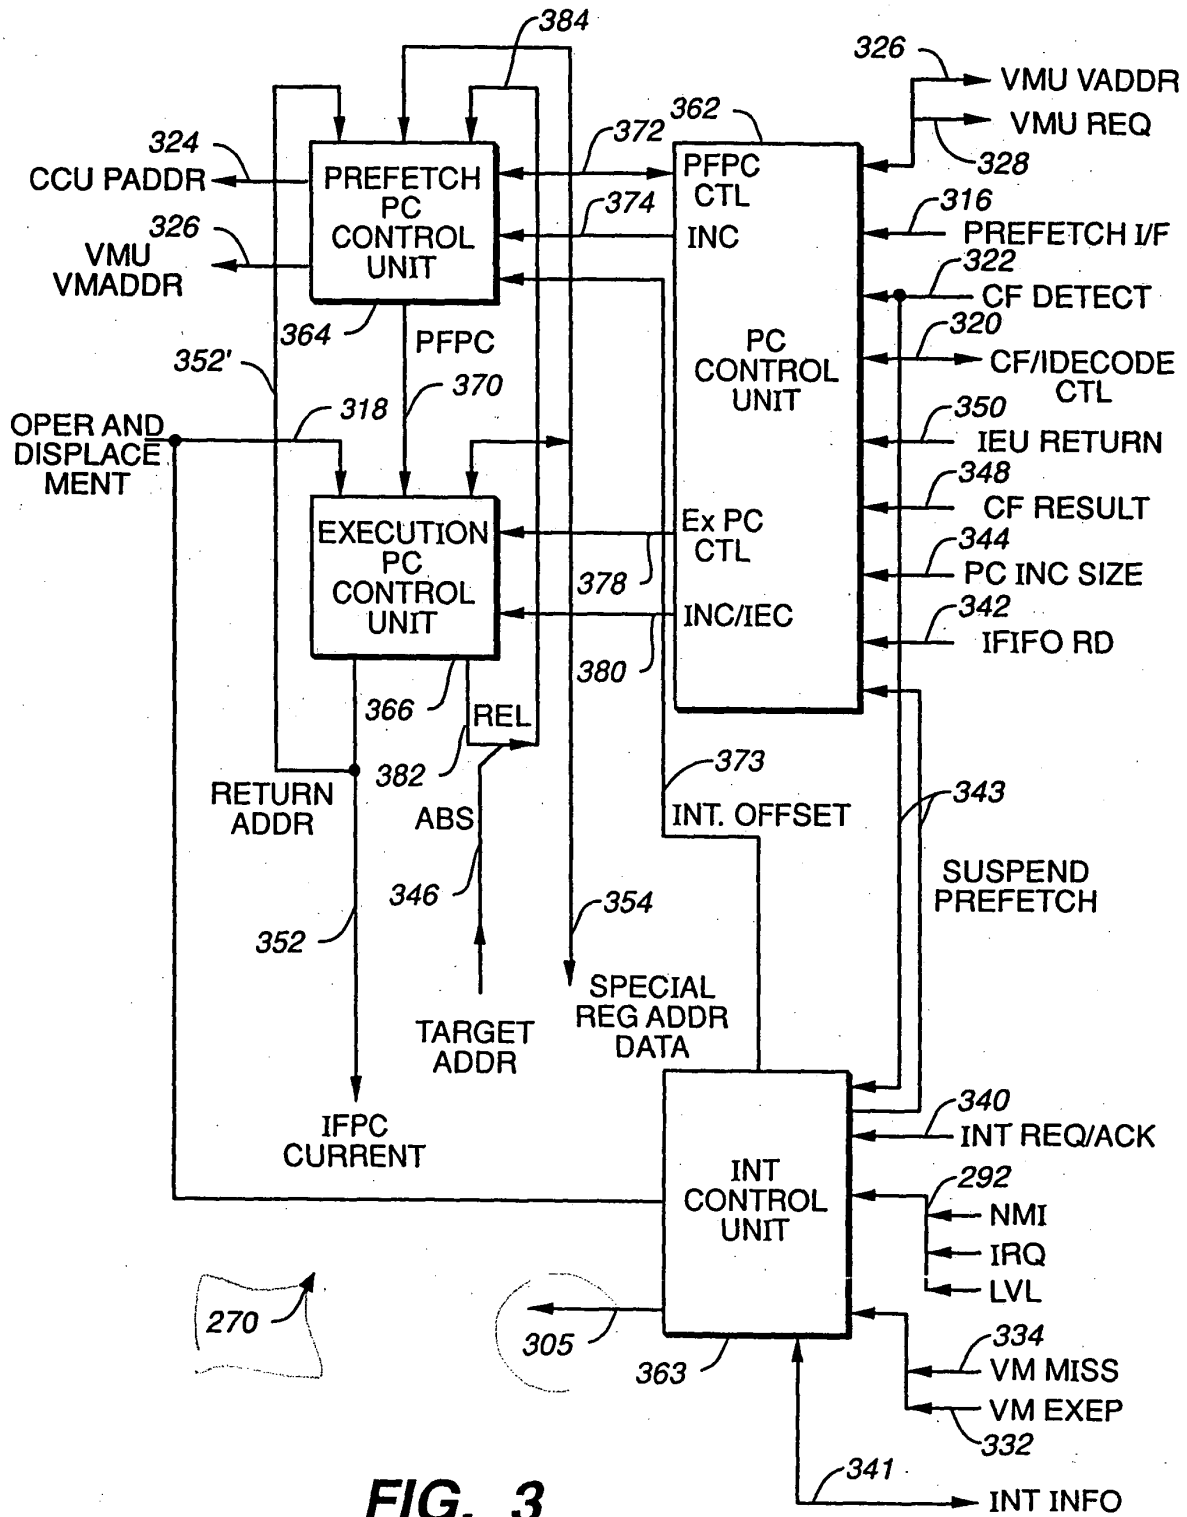 384
326
VMU VADDR
362
VMU REQ
328
324
372
CCU PADDR
PREFETCH
PC
CONTROL
UNIT
PFPC
CTL
374
INC
316
PREFETCH I/F
326
VMU
VMADDR
322
CF DETECT
364
PFPC
352'
370
PC
CONTROL
UNIT
320
CF/IDECODE
CTL
318
OPER AND
DISPLACE
MENT
350
IEU RETURN
348
CF RESULT
EXECUTION
PC
CONTROL
UNIT
Ex PC
CTL
378
344
PC INC SIZE
INC/IEC
380
342
IFIFO RD
366
REL
382
373
RETURN
ADDR
ABS
INT. OFFSET
343
346
SUSPEND
PREFETCH
352
354
SPECIAL
REG ADDR
DATA
TARGET
ADDR
IFPC
CURRENT
340
INT REQ/ACK
INT
CONTROL
UNIT
292
NMI
IRQ
LVL
270
305
363
334
VM MISS
VM EXEP
332
341
INT INFO
FIG. 3